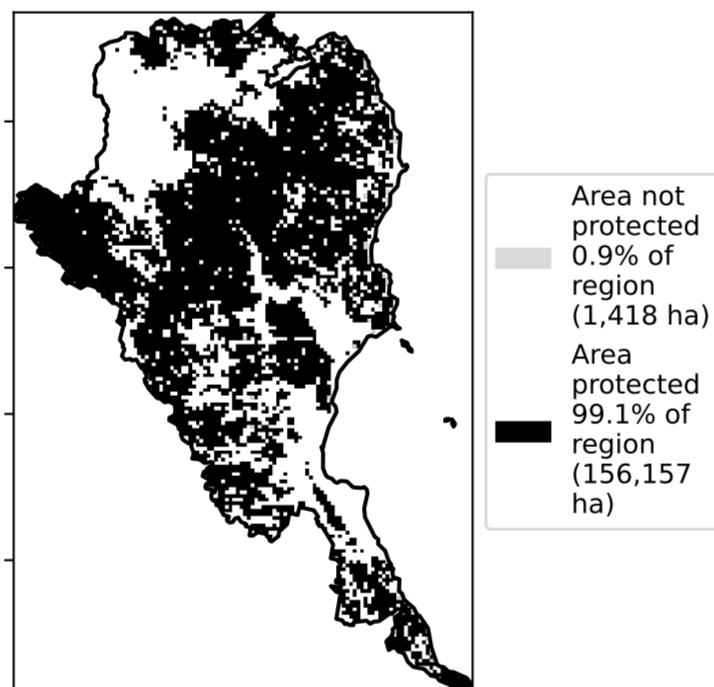 Area not
protected
0.9% of
region
(1,418 ha)
Area
protected
99.1% of
region
(156,157
ha)